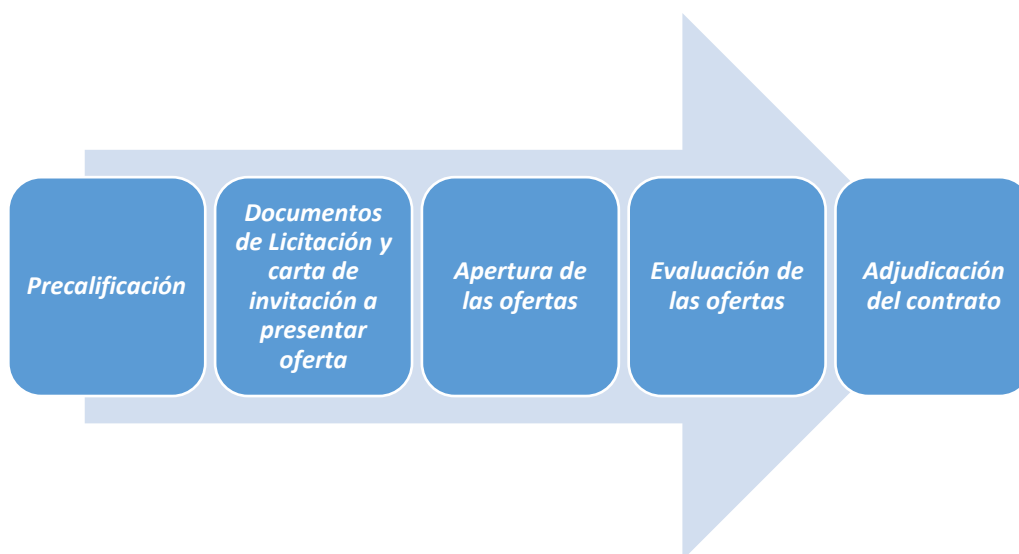 Precalificación
Documentos
de Licitación y
carta de
invitación a
presentar
oferta
Apertura de
las ofertas
Evaluación de
las ofertas
Adjudicación
del contrato